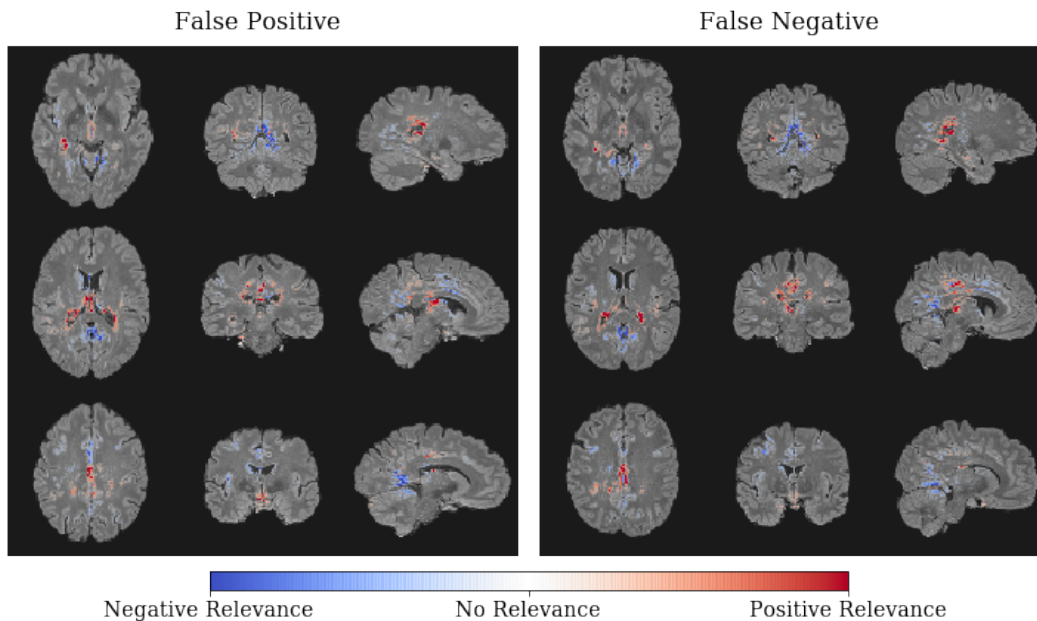 False Positive
False Negative
Negative Relevance
No Relevance
Positive Relevance